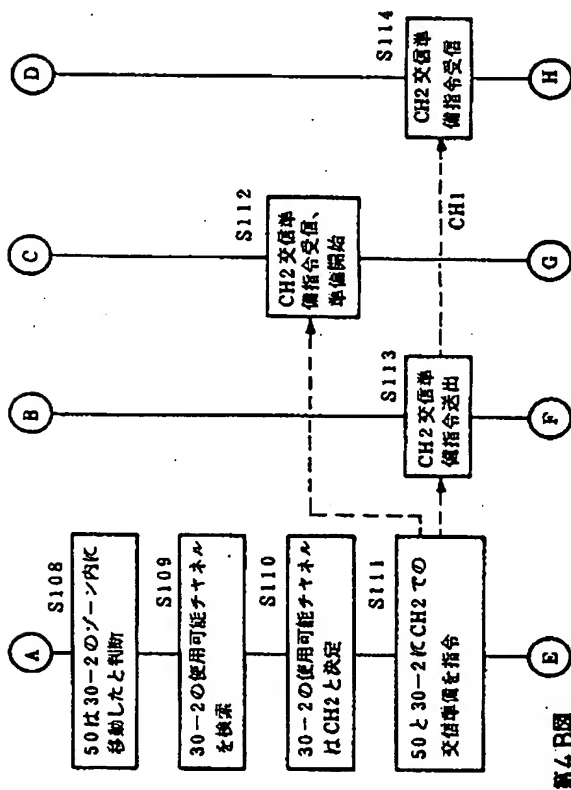 A
B
C
D
S108
50は30-2のゾーン内に
移動したと判断
S109
30-2の使用可能チャネル
を検索
S110
30-2の使用可能チャネル
はCH2と決定
S111
50と30-2にCH2での
交信準備を指令
S112
CH2交信準
備指令受信、
準備開始
S113
CH2交信準
備指令送出
CH1
S114
CH2交信準
備指令受信
E
F
G
H
第4B図